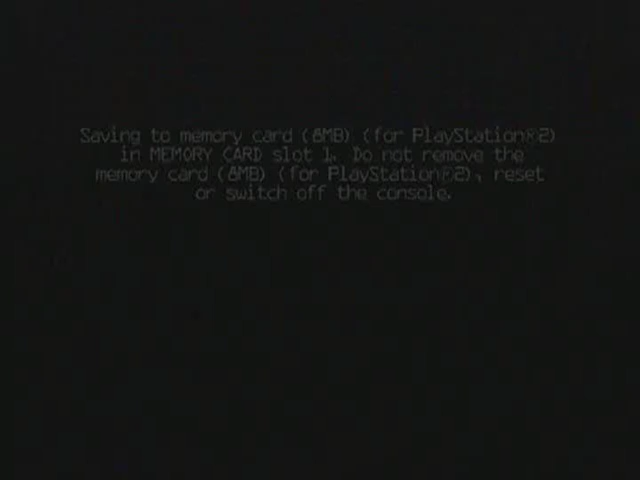 Saving to memory card (8MB) (for PlayStation®2)
in MEMORY CARD slot 1. Do not remove the
memory card (8MB) (for PlayStation®2), reset
or switch off the console.